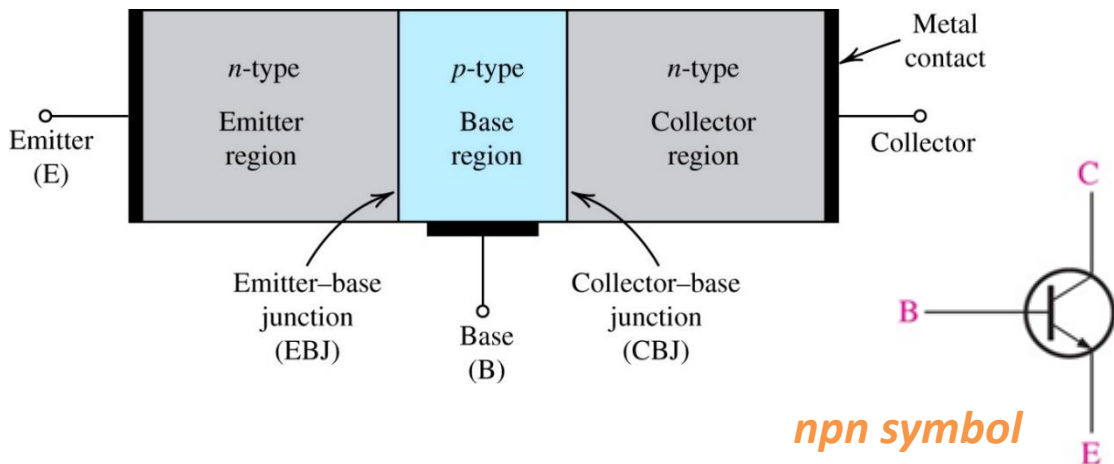 n-type
Emitter
region
p-type
Base
region
n-type
Collector
region
Metal
contact
Emitter
(E)
Collector
Emitter–base
junction
(EBJ)
Base
(B)
Collector–base
junction
(CBJ)
C
B
E
npn symbol